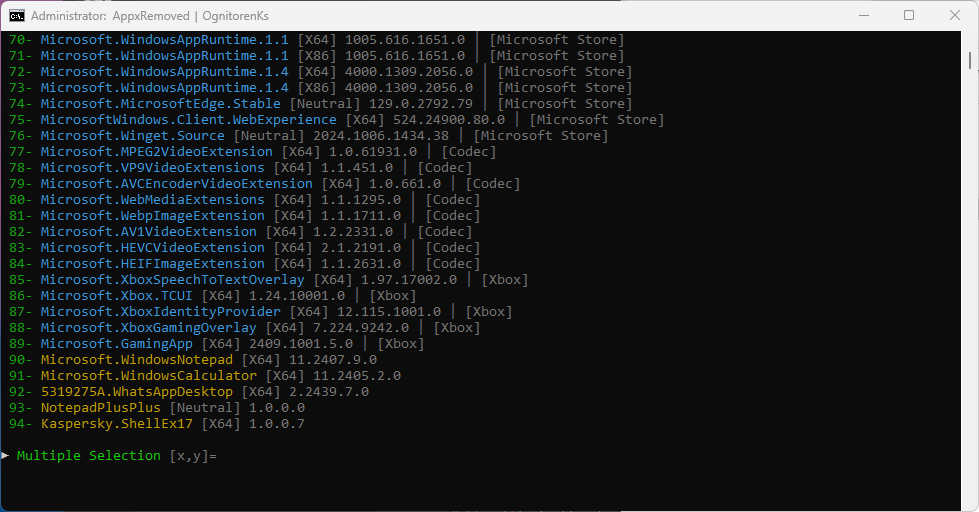 Administrator: AppxRemoved | OgnitorenKs
70- Microsoft.WindowsAppRuntime.1.1 [X64] 1005.616.1651.0 | [Microsoft Store]
71- Microsoft.WindowsAppRuntime.1.1 [X86] 1005.616.1651.0 | [Microsoft Store]
72- Microsoft.WindowsAppRuntime.1.4 [X64] 4000.1309.2056.0 | [Microsoft Store]
73- Microsoft.WindowsAppRuntime.1.4 [X86] 4000.1309.2056.0 | [Microsoft Store]
74- Microsoft.MicrosoftEdge.Stable [Neutral] 129.0.2792.79 | [Microsoft Store]
75- MicrosoftWindows.Client.WebExperience [X64] 524.24900.80.0 | [Microsoft Store]
76- Microsoft.Winget.Source [Neutral] 2024.1006.1434.38 | [Microsoft Store]
77- Microsoft.MPEG2VideoExtension [X64] 1.0.61931.0 | [Codec]
78- Microsoft.VP9VideoExtensions [X64] 1.1.451.0 | [Codec]
79- Microsoft.AVCEncoderVideoExtension [X64] 1.0.661.0 | [Codec]
80- Microsoft.WebMediaExtensions [X64] 1.1.1295.0 | [Codec]
81- Microsoft.WebpImageExtension [X64] 1.1.1711.0 | [Codec]
82- Microsoft.AV1VideoExtension [X64] 1.2.2331.0 | [Codec]
83- Microsoft.HEVCVideoExtension [X64] 2.1.2191.0 | [Codec]
84- Microsoft.HEIFImageExtension [X64] 1.1.2631.0 | [Codec]
85- Microsoft.XboxSpeechToTextOverlay [X64] 1.97.17002.0 | [Xbox]
86- Microsoft.Xbox.TCUI [X64] 1.24.10001.0 | [Xbox]
87- Microsoft.XboxIdentityProvider [X64] 12.115.1001.0 | [Xbox]
88- Microsoft.XboxGamingOverlay [X64] 7.224.9242.0 | [Xbox]
89- Microsoft.GamingApp [X64] 2409.1001.5.0 | [Xbox]
90- Microsoft.WindowsNotepad [X64] 11.2407.9.0
91- Microsoft.WindowsCalculator [X64] 11.2405.2.0
92- 5319275A.WhatsAppDesktop [X64] 2.2439.7.0
93- NotepadPlusPlus [Neutral] 1.0.0.0
94- Kaspersky.ShellEx17 [X64] 1.0.0.7
► Multiple Selection [x,y]=